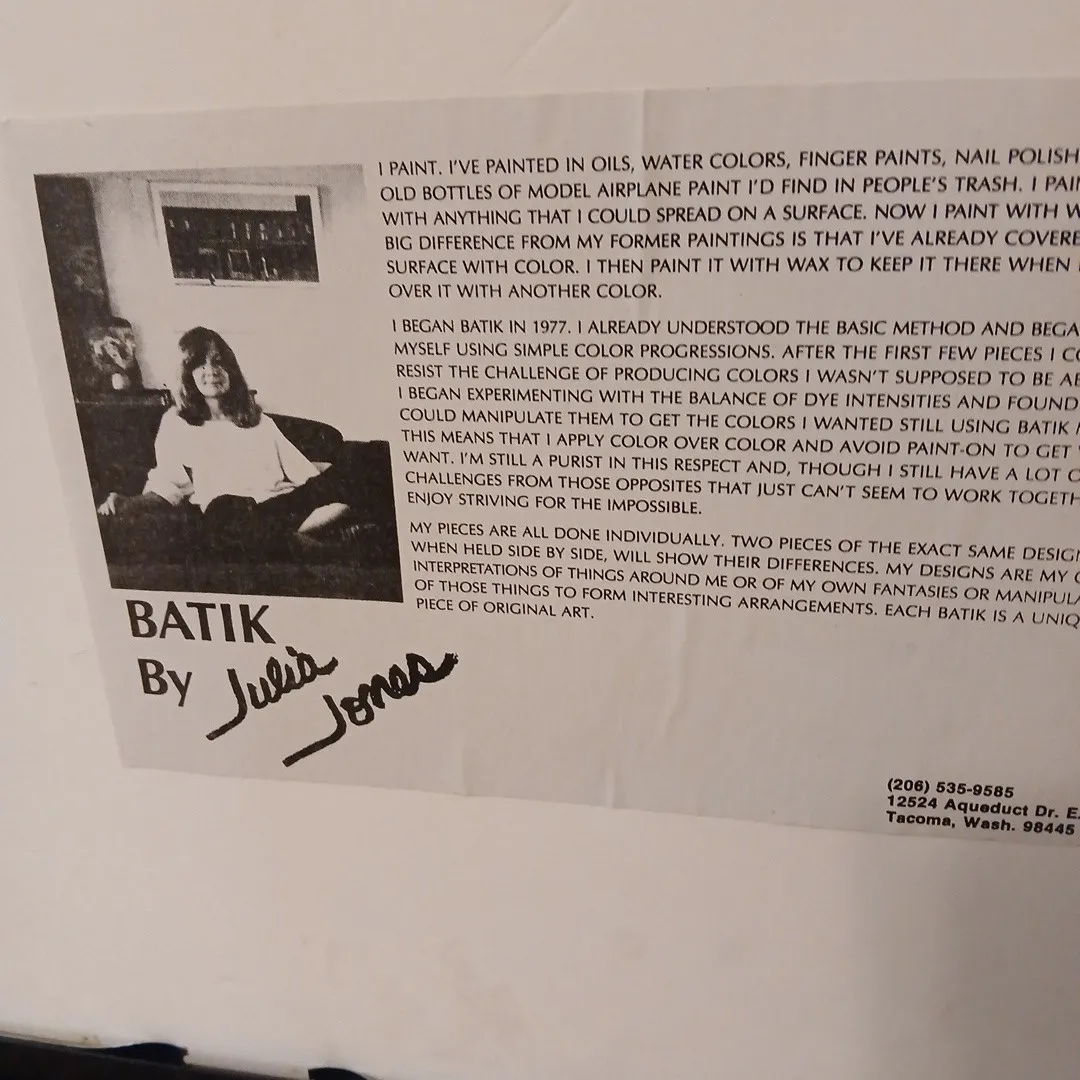 I PAINT. I'VE PAINTED IN OILS, WATER COLORS, FINGER PAINTS, NAIL POLISH
OLD BOTTLES OF MODEL AIRPLANE PAINT I'D FIND IN PEOPLE'S TRASH. I
WITH ANYTHING THAT I COULD SPREAD ON A SURFACE. NOW I PAINT WITH
BIG DIFFERENCE FROM MY FORMER PAINTINGS IS THAT I'VE ALREADY
SURFACE WITH COLOR. I THEN PAINT IT WITH WAX TO KEEP IT THERE WHEN
OVER IT WITH ANOTHER COLOR.
I BEGAN BATIK IN 1977. I ALREADY UNDERSTOOD THE BASIC METHOD AND
MYSELF USING SIMPLE COLOR PROGRESSIONS. AFTER THE FIRST FEW PIECES I
RESIST THE CHALLENGE OF PRODUCING COLORS I WASN'T SUPPOSED TO BE
I BEGAN EXPERIMENTING WITH THE BALANCE OF DYE INTENSITIES AND FOUND
COULD MANIPULATE THEM TO GET THE COLORS I WANTED STILL USING BATIK
THIS MEANS THAT I APPLY COLOR OVER COLOR AND AVOID PAINT-ON TO GET
WANT. I'M STILL A PURIST IN THIS RESPECT AND, THOUGH I STILL HAVE A LOT
CHALLENGES FROM THOSE OPPOSITES THAT JUST CAN'T SEEM TO WORK
ENJOY STRIVING FOR THE IMPOSSIBLE.
MY PIECES ARE ALL DONE INDIVIDUALLY. TWO PIECES OF THE EXACT SAME
WHEN HELD SIDE BY SIDE, WILL SHOW THEIR DIFFERENCES. MY DESIGNS ARE MY
INTERPRETATIONS OF THINGS AROUND ME OR OF MY OWN FANTASIES OR
OF THOSE THINGS TO FORM INTERESTING ARRANGEMENTS. EACH BATIK IS A
PIECE OF ORIGINAL ART.
BATIK
By Julia
Jones
(206) 535-9585
12524 Aqueduct Dr. E.
Tacoma, Wash. 98445